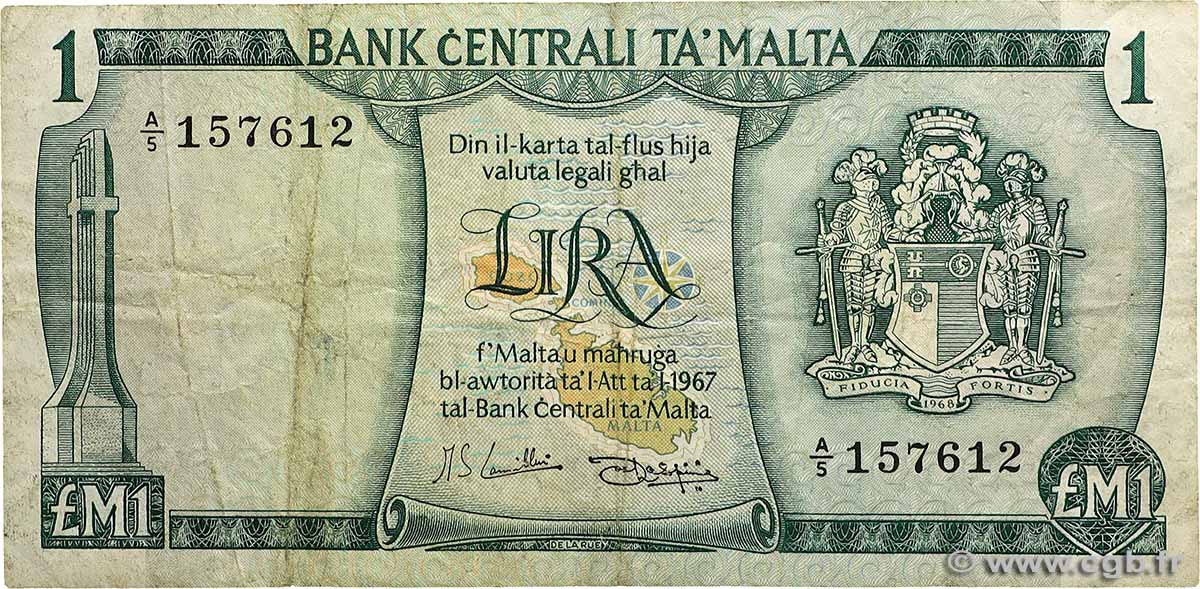 1 BANK ĊENTRALI TA' MALTA 1
A/5 157612
Din il-karta tal-flus hija
valuta legali għal
LIRA
COMINO
f'Malta u maħruġa
bl-awtorità ta' l-Att ta l-1967
tal-Bank Ċentrali ta' Malta
MALTA
FIDUCIA FORTIS
1968
A/5 157612
£M1
£M1
DE LA RUE
© www.cgb.fr